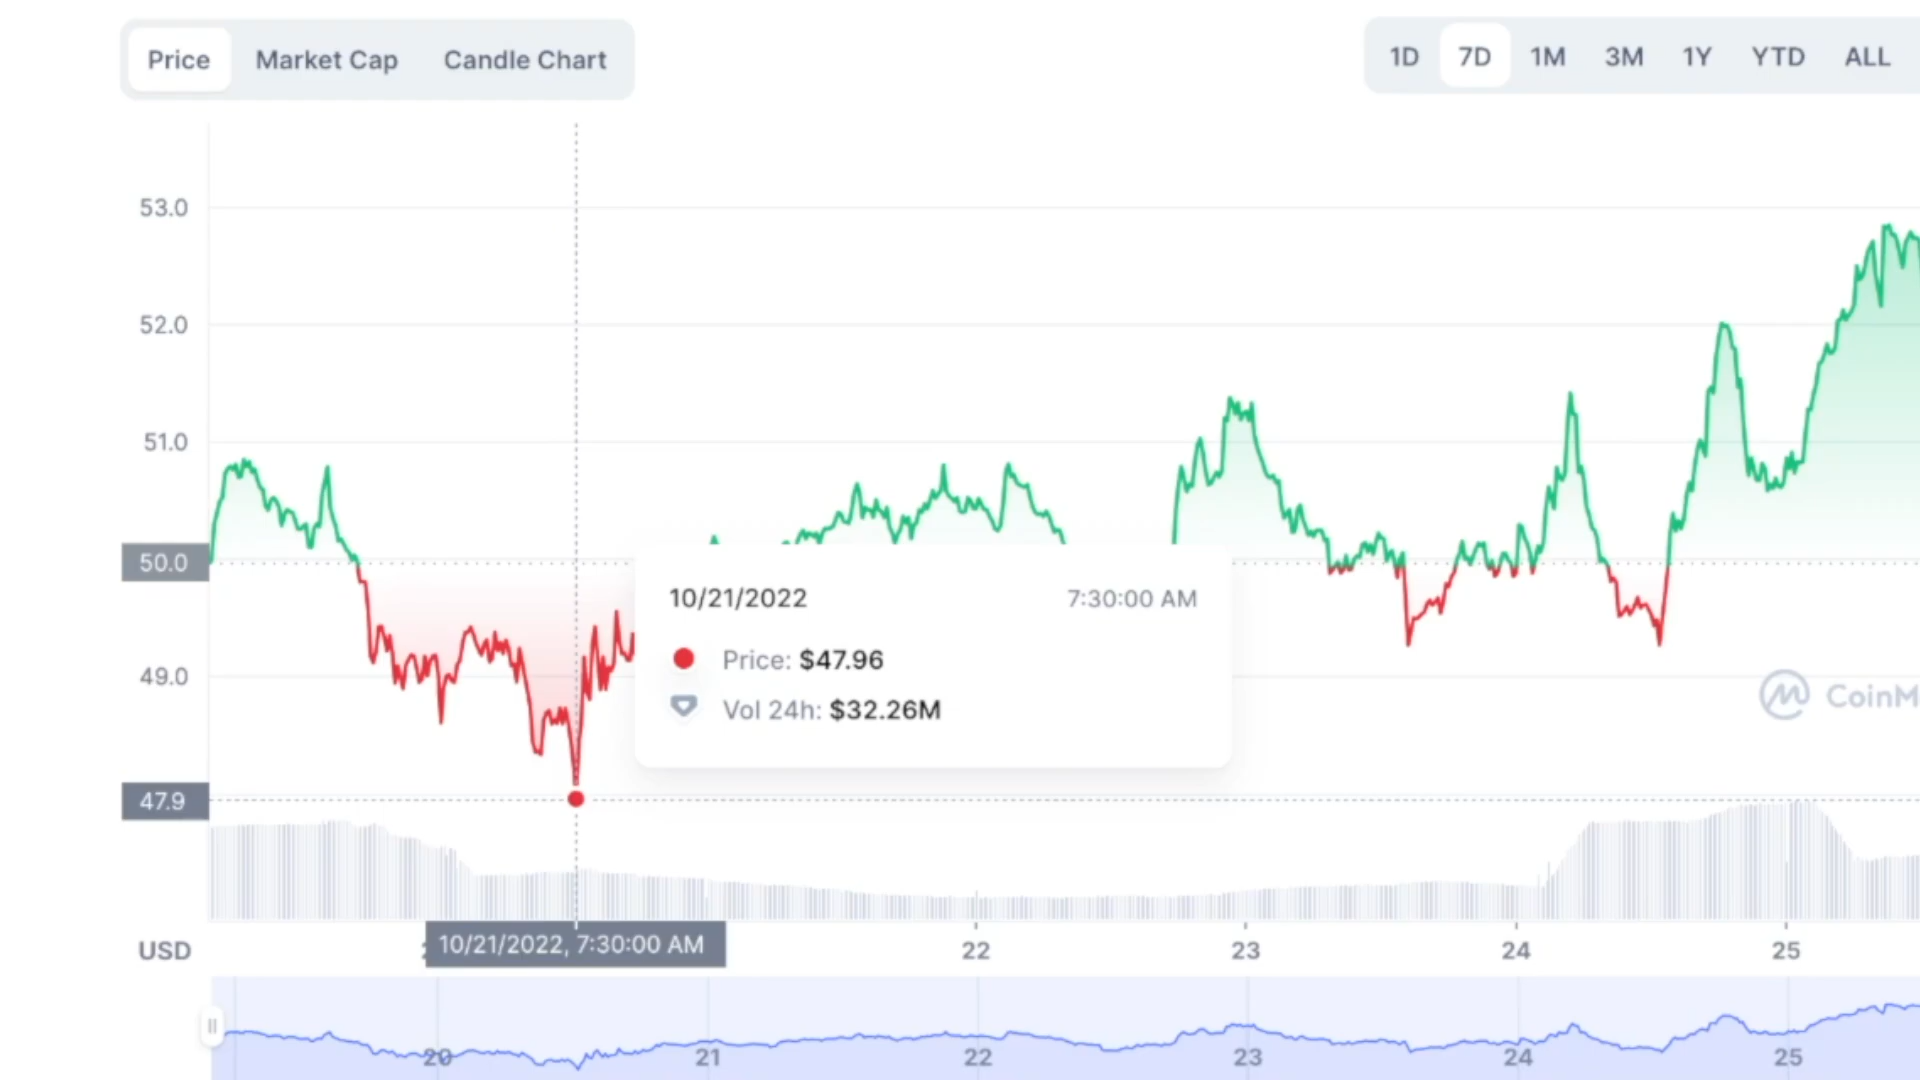 Price Market Cap Candle Chart
1D 7D 1M 3M 1Y YTD ALL
53.0
52.0
51.0
50.0
49.0
47.9
10/21/2022 7:30:00 AM
Price: $47.96
Vol 24h: $32.26M
CoinM
USD 10/21/2022, 7:30:00 AM 22 23 24 25
20 21 22 23 24 25